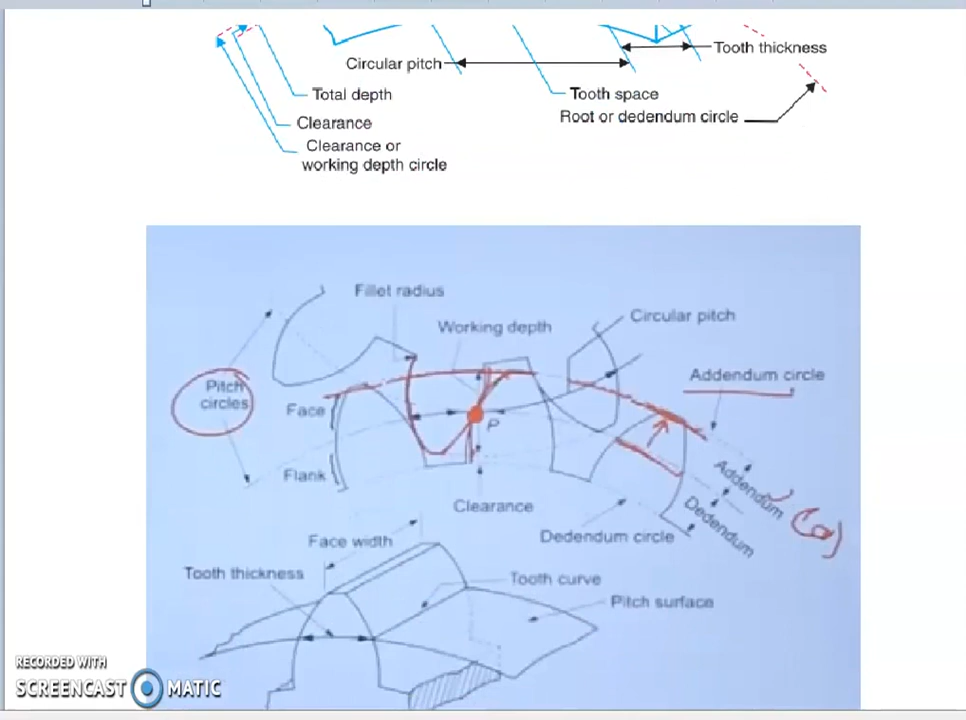 Tooth thickness
Circular pitch
Total depth
Tooth space
Root or dedendum circle
Clearance
Clearance or
working depth circle
Fillet radius
Working depth
Circular pitch
Addendum circle
Pitch
circles
Face
P
Flank
Addendum
(a)
Dedendum
Clearance
Dedendum circle
Face width
Tooth thickness
Tooth curve
Pitch surface
RECORDED WITH
SCREENCAST MATIC